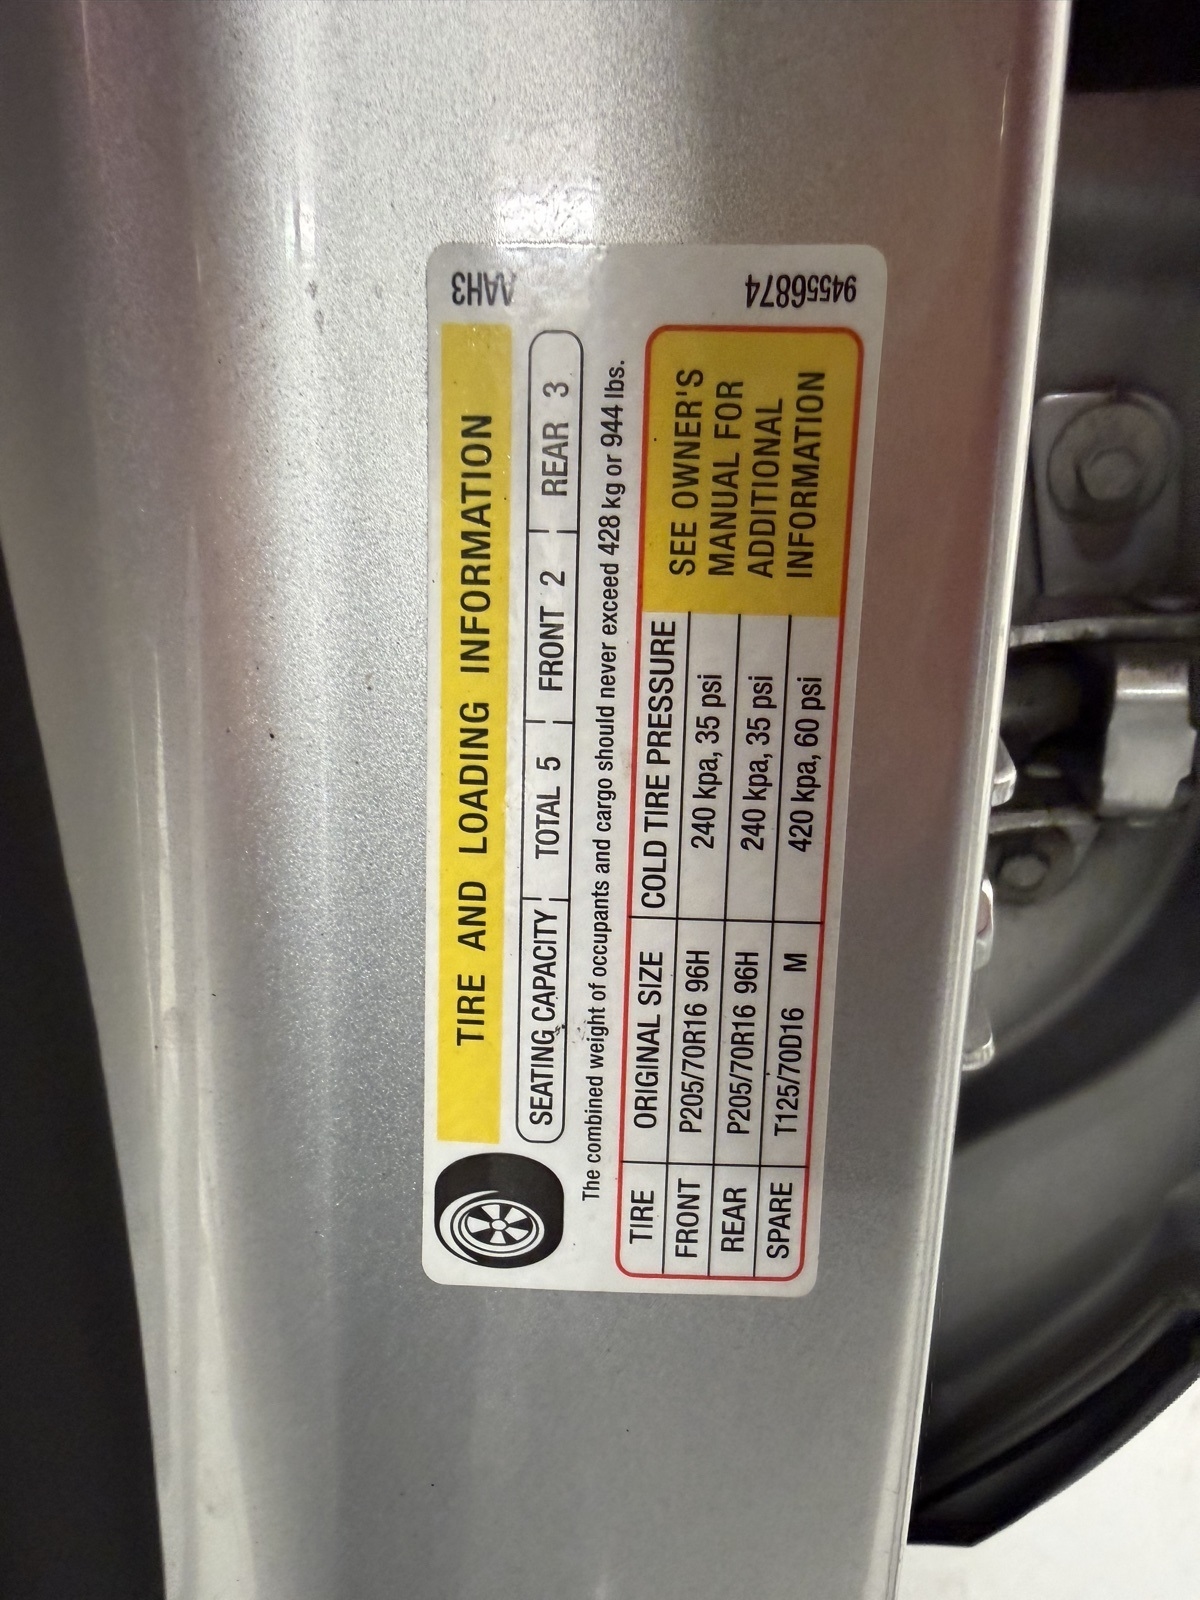 TIRE AND LOADING INFORMATION
SEATING CAPACITY TOTAL 5 FRONT 2 REAR 3
The combined weight of occupants and cargo should never exceed 428 kg or 944 lbs.
TIRE ORIGINAL SIZE COLD TIRE PRESSURE
FRONT P205/70R16 96H 240 kpa, 35 psi
REAR P205/70R16 96H 240 kpa, 35 psi
SPARE T125/70D16 M 420 kpa, 60 psi
SEE OWNER'S
MANUAL FOR
ADDITIONAL
INFORMATION
AAH3
94556874